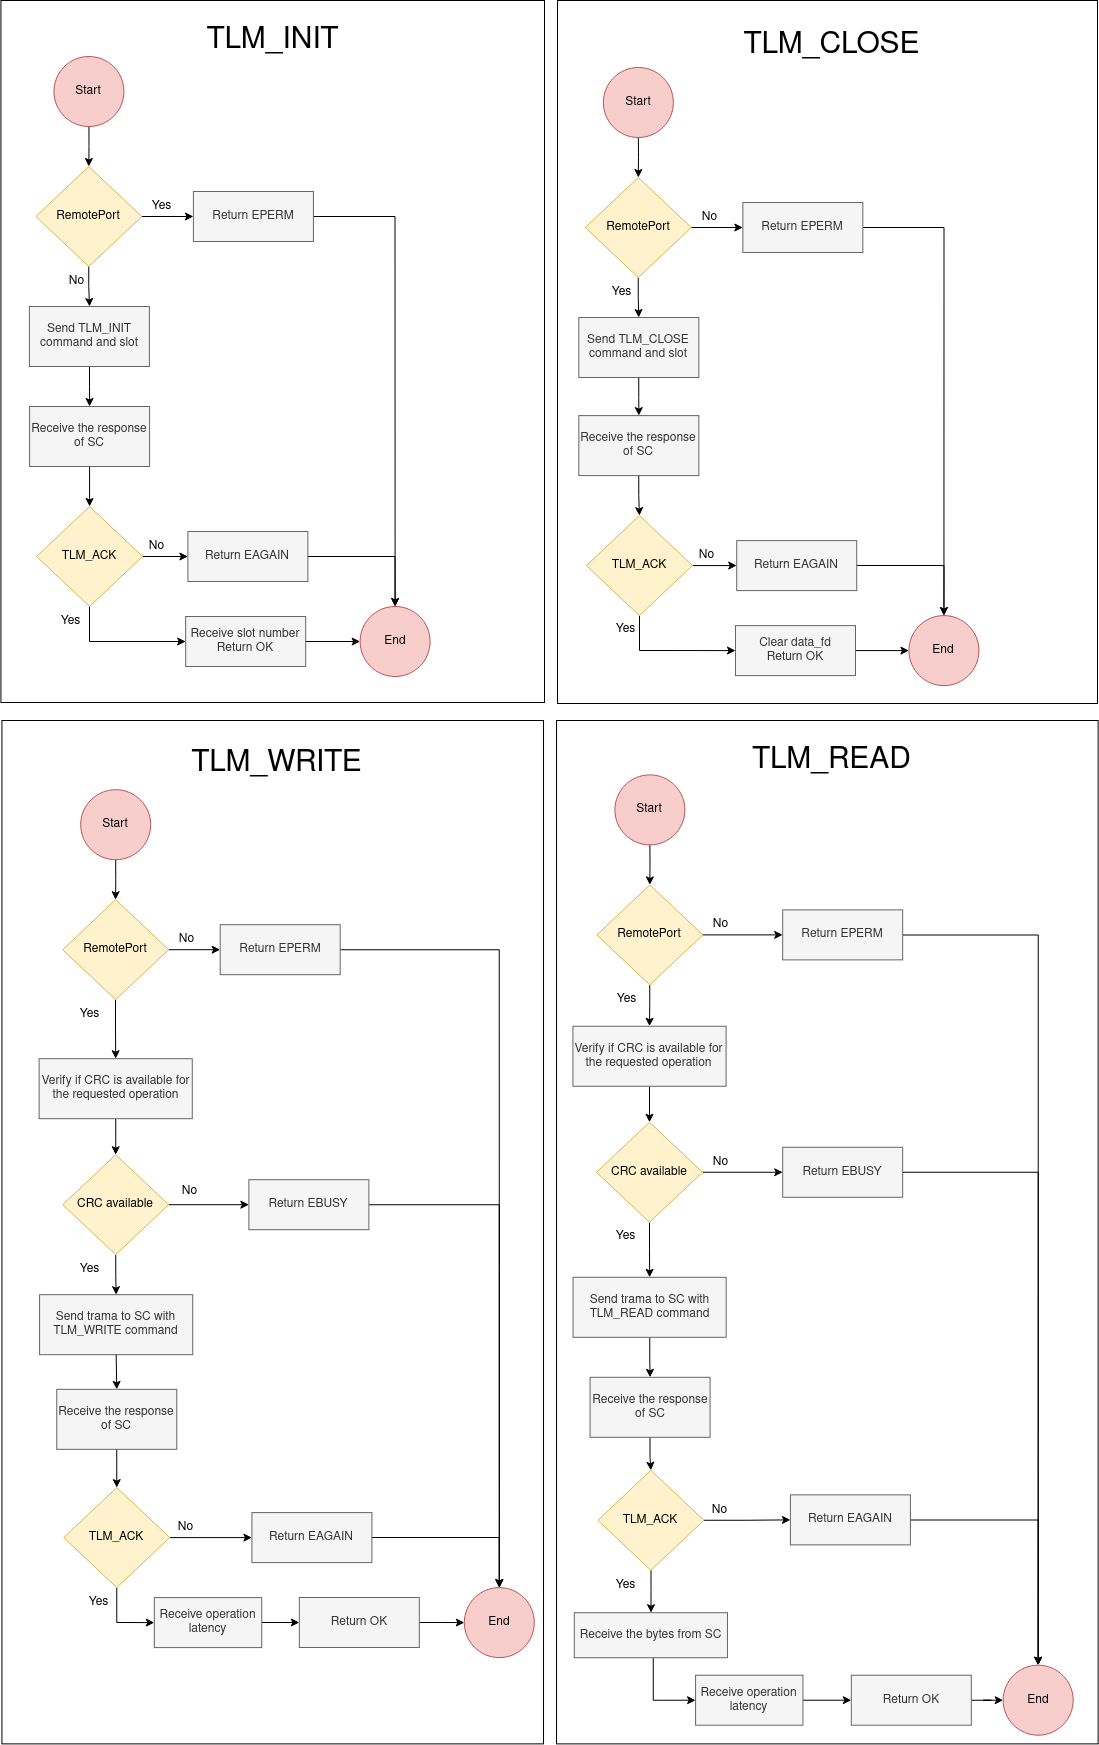 TLM_INIT
Start
RemotePort
Yes
Return EPERM
No
Send TLM_INIT
command and slot
Receive the response
of SC
TLM_ACK
No
Return EAGAIN
Yes
Receive slot number
Return OK
End
TLM_CLOSE
Start
RemotePort
No
Return EPERM
Yes
Send TLM_CLOSE
command and slot
Receive the response
of SC
TLM_ACK
No
Return EAGAIN
Yes
Clear data_fd
Return OK
End
TLM_WRITE
Start
RemotePort
No
Return EPERM
Yes
Verify if CRC is available for
the requested operation
CRC available
No
Return EBUSY
Yes
Send trama to SC with
TLM_WRITE command
Receive the response
of SC
TLM_ACK
No
Return EAGAIN
Yes
Receive operation
latency
Return OK
End
TLM_READ
Start
RemotePort
No
Return EPERM
Yes
Verify if CRC is available for
the requested operation
CRC available
No
Return EBUSY
Yes
Send trama to SC with
TLM_READ command
Receive the response
of SC
TLM_ACK
No
Return EAGAIN
Yes
Receive the bytes from SC
Receive operation
latency
Return OK
End